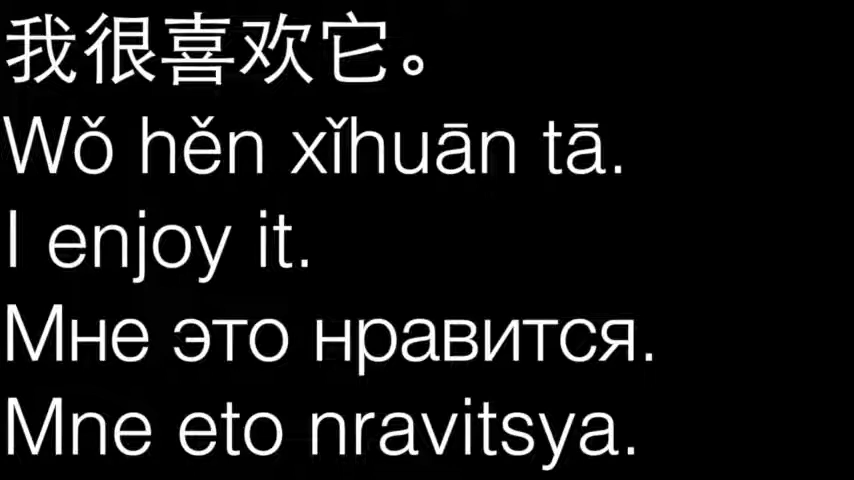 我很喜欢它。
Wǒ hěn xǐhuān tā.
I enjoy it.
Мне это нравится.
Mne eto nravitsya.